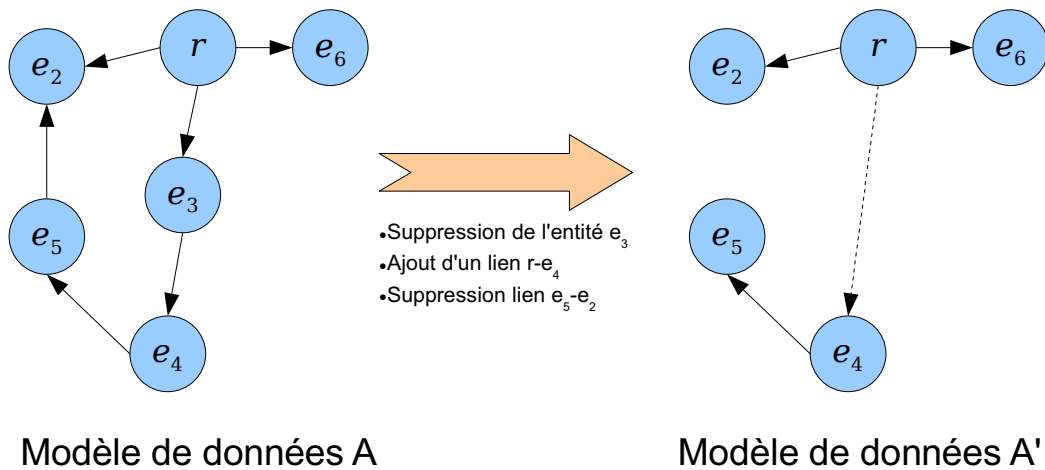 r
e₂
e₆
e₃
e₅
e₄
•Suppression de l'entité e₃
•Ajout d'un lien r-e₄
•Suppression lien e₅-e₂
r
e₂
e₆
e₅
e₄
Modèle de données A
Modèle de données A'